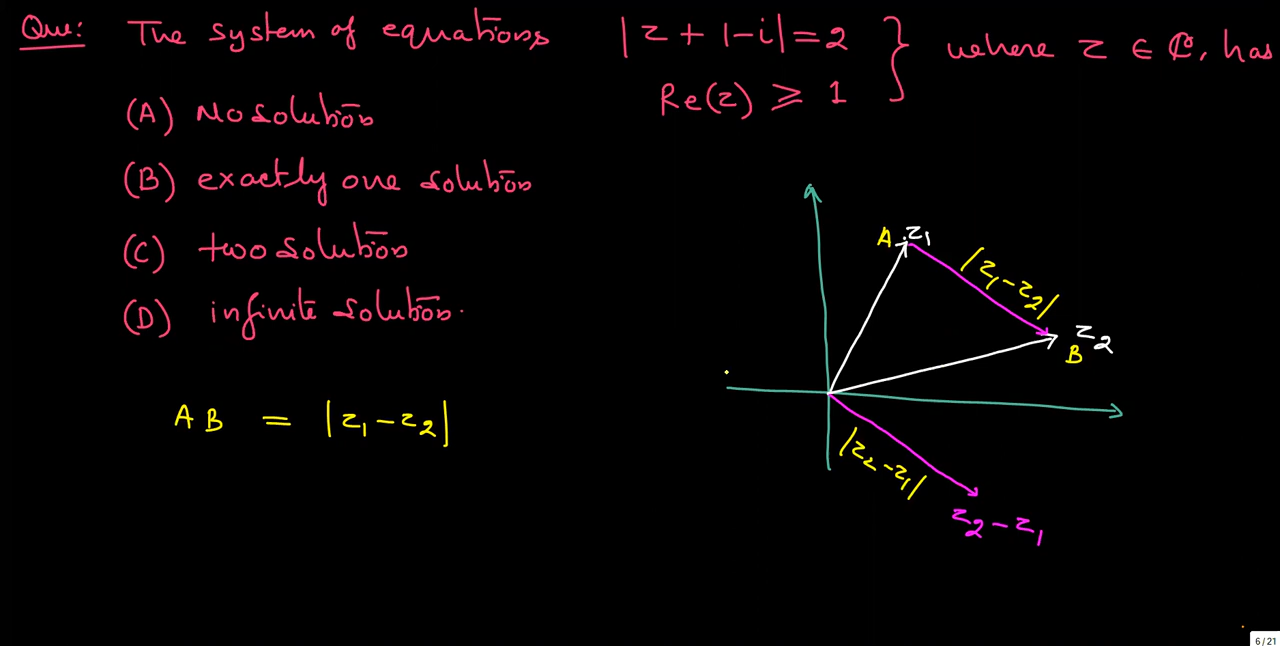 Que: The system of equations |z + 1 - i| = 2 } where z ∈ ℂ, has
Re(z) ⩾ 1
(A) No solution
(B) exactly one solution
(C) two solution
(D) infinite solution.
A z₁
|z₁ - z₂|
z₂
B
AB = |z₁ - z₂|
|z₂ - z₁|
z₂ - z₁
6/21